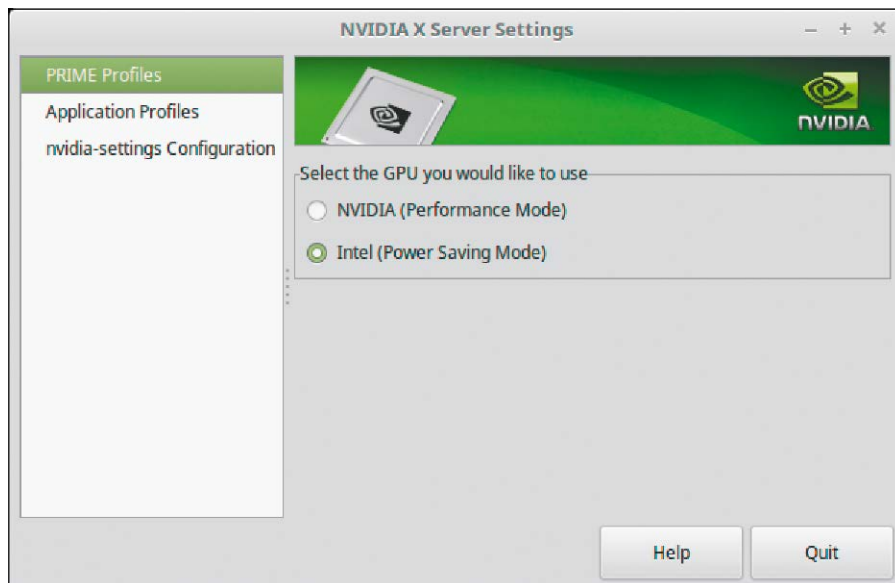 NVIDIA X Server Settings
PRIME Profiles
Application Profiles
nvidia-settings Configuration
nVIDIA.
Select the GPU you would like to use
NVIDIA (Performance Mode)
Intel (Power Saving Mode)
Help
Quit